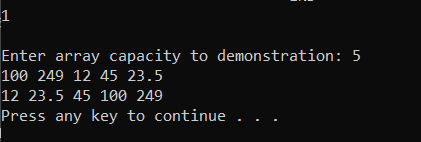 1
Enter array capacity to demonstration: 5
100 249 12 45 23.5
12 23.5 45 100 249
Press any key to continue . . .